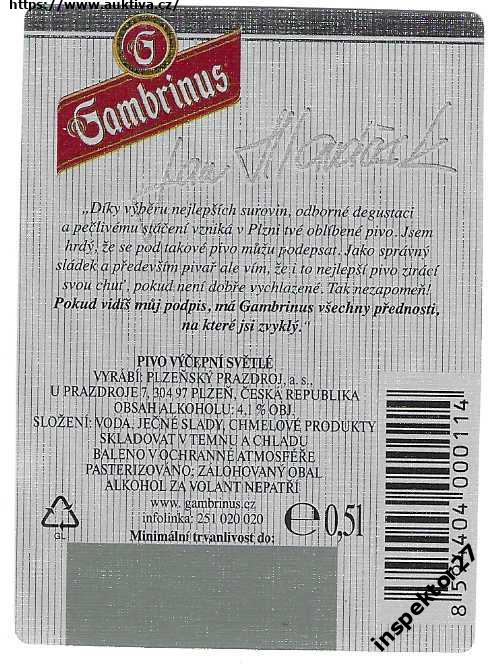 https://www.auktiva.cz/
G
Gambrinus
Jan
„Díky výběru nejlepších surovin, odborné degustaci
a pečlivému stáčení vzniká v Plzni tvé oblíbené pivo. Jsem
hrdý, že se pod takové pivo můžu podepsat. Jako správný
sládek a především pivař ale vím, že i to nejlepší pivo ztrácí
svou chuť, pokud není dobře vychlazené. Tak nezapomeň!
Pokud vidíš můj podpis, má Gambrinus všechny přednosti,
na které jsi zvyklý.“
PIVO VÝČEPNÍ SVĚTLÉ
VYRÁBÍ: PLZEŇSKÝ PRAZDROJ, a. s.,
U PRAZDROJE 7, 304 97 PLZEŇ, ČESKÁ REPUBLIKA
OBSAH ALKOHOLU: 4,1 % OBJ.
SLOŽENÍ: VODA, JEČNÉ SLADY, CHMELOVÉ PRODUKTY
SKLADOVAT V TEMNU A CHLADU
BALENO V OCHRANNÉ ATMOSFÉŘE
PASTERIZOVÁNO: ZÁLOHOVANÝ OBAL
ALKOHOL ZA VOLANT NEPATŘÍ
www. gambrinus.cz
infolinka: 251 020 020
Minimální trvanlivost do:
GL
e 0,5l
8 594404 000114
inspektor27